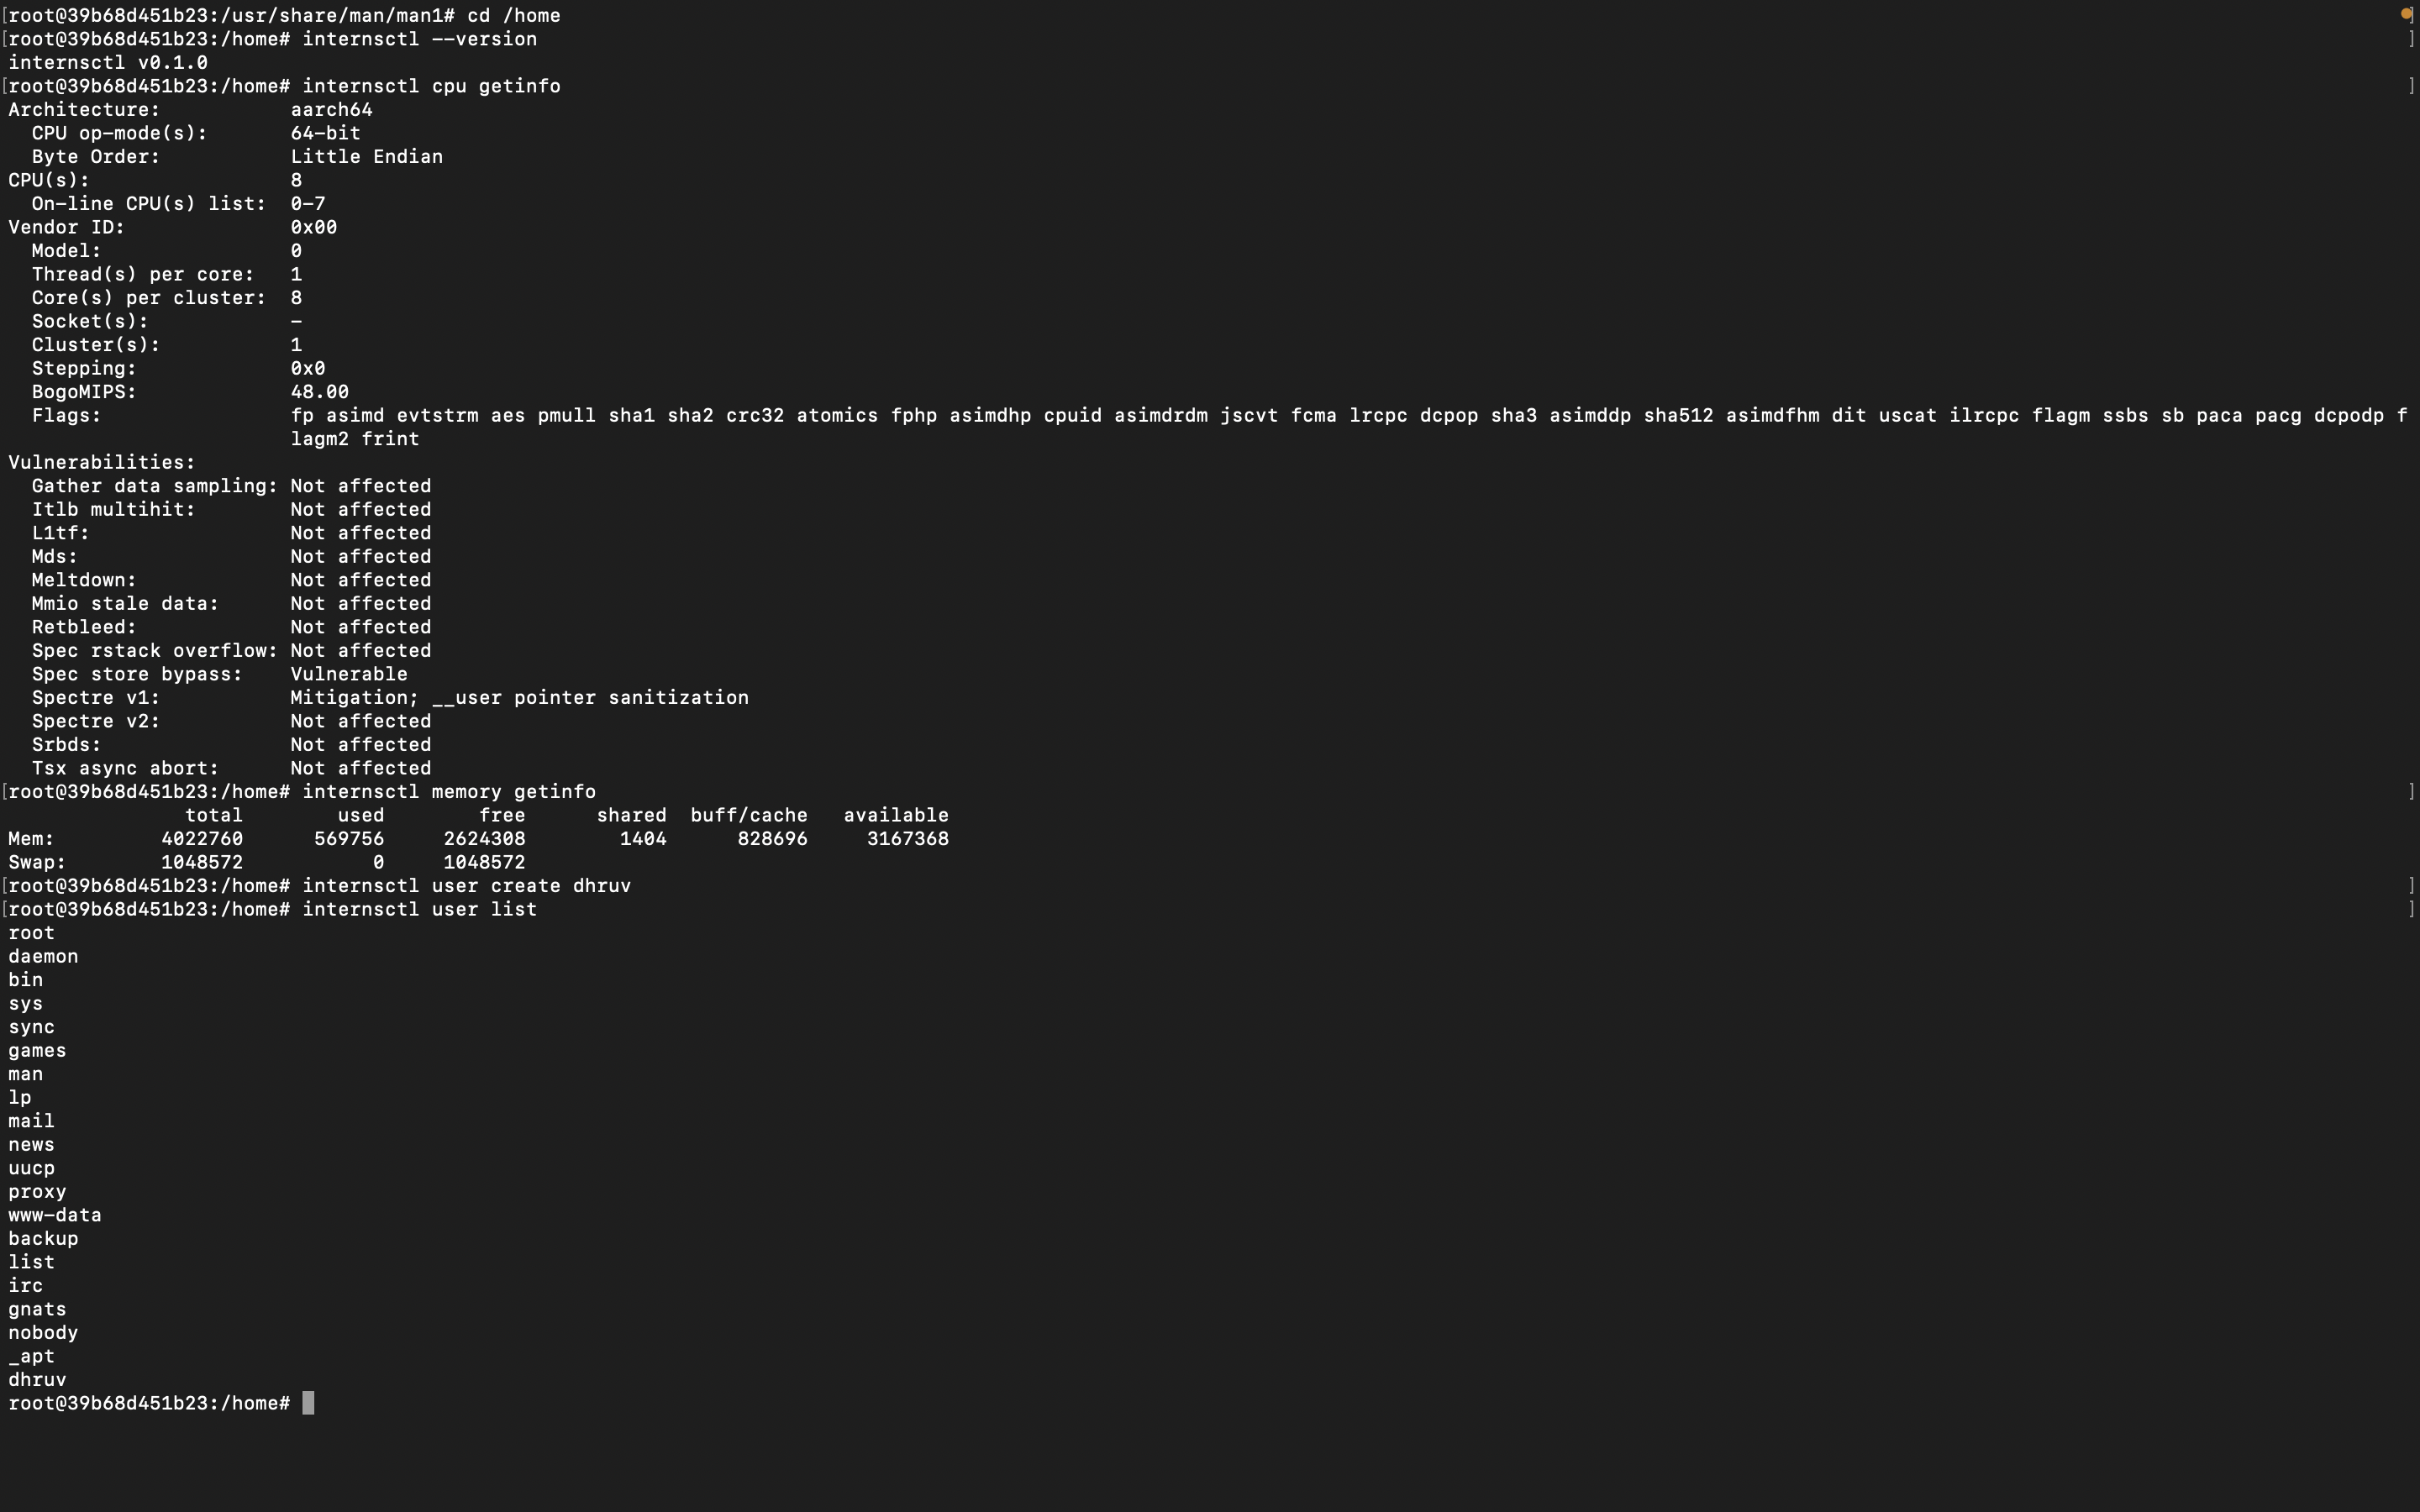 [root@39b68d451b23:/usr/share/man/man1# cd /home ]
[root@39b68d451b23:/home# internsctl --version ]
internsctl v0.1.0
[root@39b68d451b23:/home# internsctl cpu getinfo ]
Architecture:           aarch64
  CPU op-mode(s):       64-bit
  Byte Order:           Little Endian
CPU(s):                 8
  On-line CPU(s) list:  0-7
Vendor ID:              0x00
  Model:                0
  Thread(s) per core:   1
  Core(s) per cluster:  8
  Socket(s):            -
  Cluster(s):           1
  Stepping:             0x0
  BogoMIPS:             48.00
  Flags:                fp asimd evtstrm aes pmull sha1 sha2 crc32 atomics fphp asimdhp cpuid asimdrdm jscvt fcma lrcpc dcpop sha3 asimddp sha512 asimdfhm dit uscat ilrcpc flagm ssbs sb paca pacg dcpodp f
                        lagm2 frint
Vulnerabilities:
  Gather data sampling: Not affected
  Itlb multihit:        Not affected
  L1tf:                 Not affected
  Mds:                  Not affected
  Meltdown:             Not affected
  Mmio stale data:      Not affected
  Retbleed:             Not affected
  Spec rstack overflow: Not affected
  Spec store bypass:    Vulnerable
  Spectre v1:           Mitigation; __user pointer sanitization
  Spectre v2:           Not affected
  Srbds:                Not affected
  Tsx async abort:      Not affected
[root@39b68d451b23:/home# internsctl memory getinfo ]
               total        used        free      shared  buff/cache   available
Mem:         4022760      569756     2624308        1404      828696     3167368
Swap:        1048572           0     1048572
[root@39b68d451b23:/home# internsctl user create dhruv ]
[root@39b68d451b23:/home# internsctl user list ]
root
daemon
bin
sys
sync
games
man
lp
mail
news
uucp
proxy
www-data
backup
list
irc
gnats
nobody
_apt
dhruv
root@39b68d451b23:/home#